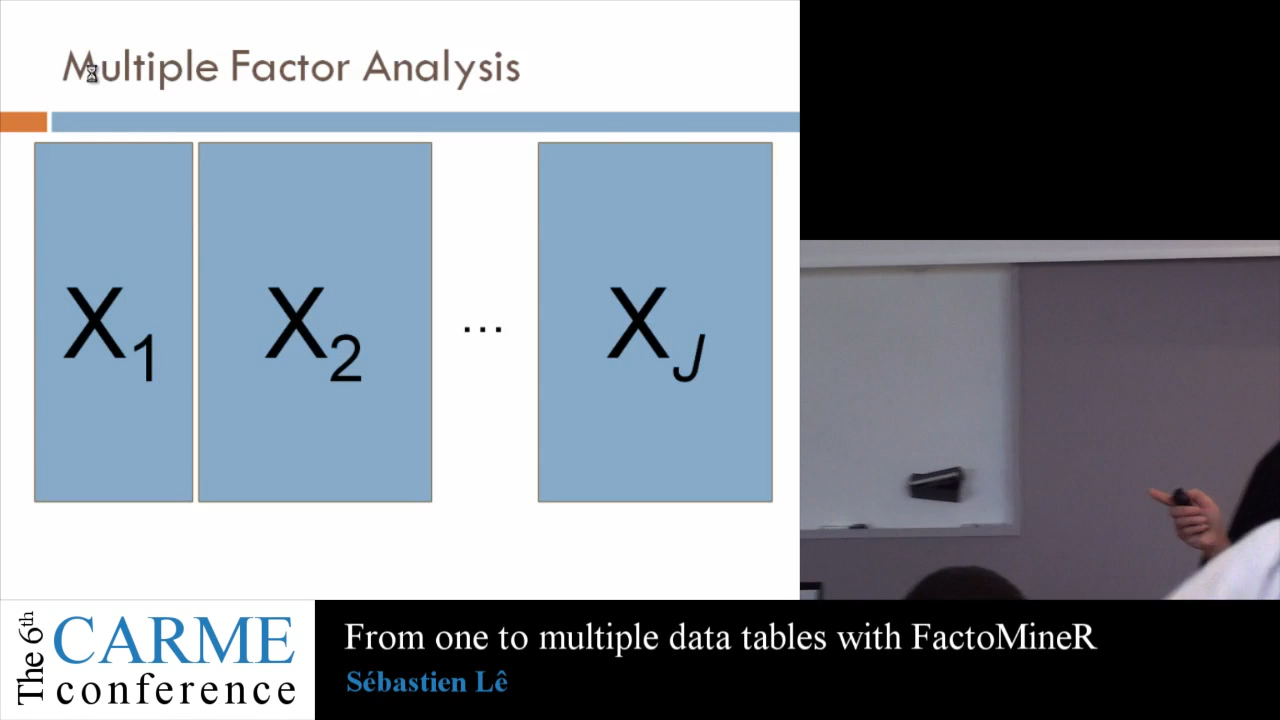 Multiple Factor Analysis
X1 X2 ... XJ
The 6th
CARME
conference
From one to multiple data tables with FactoMineR
Sébastien Lê